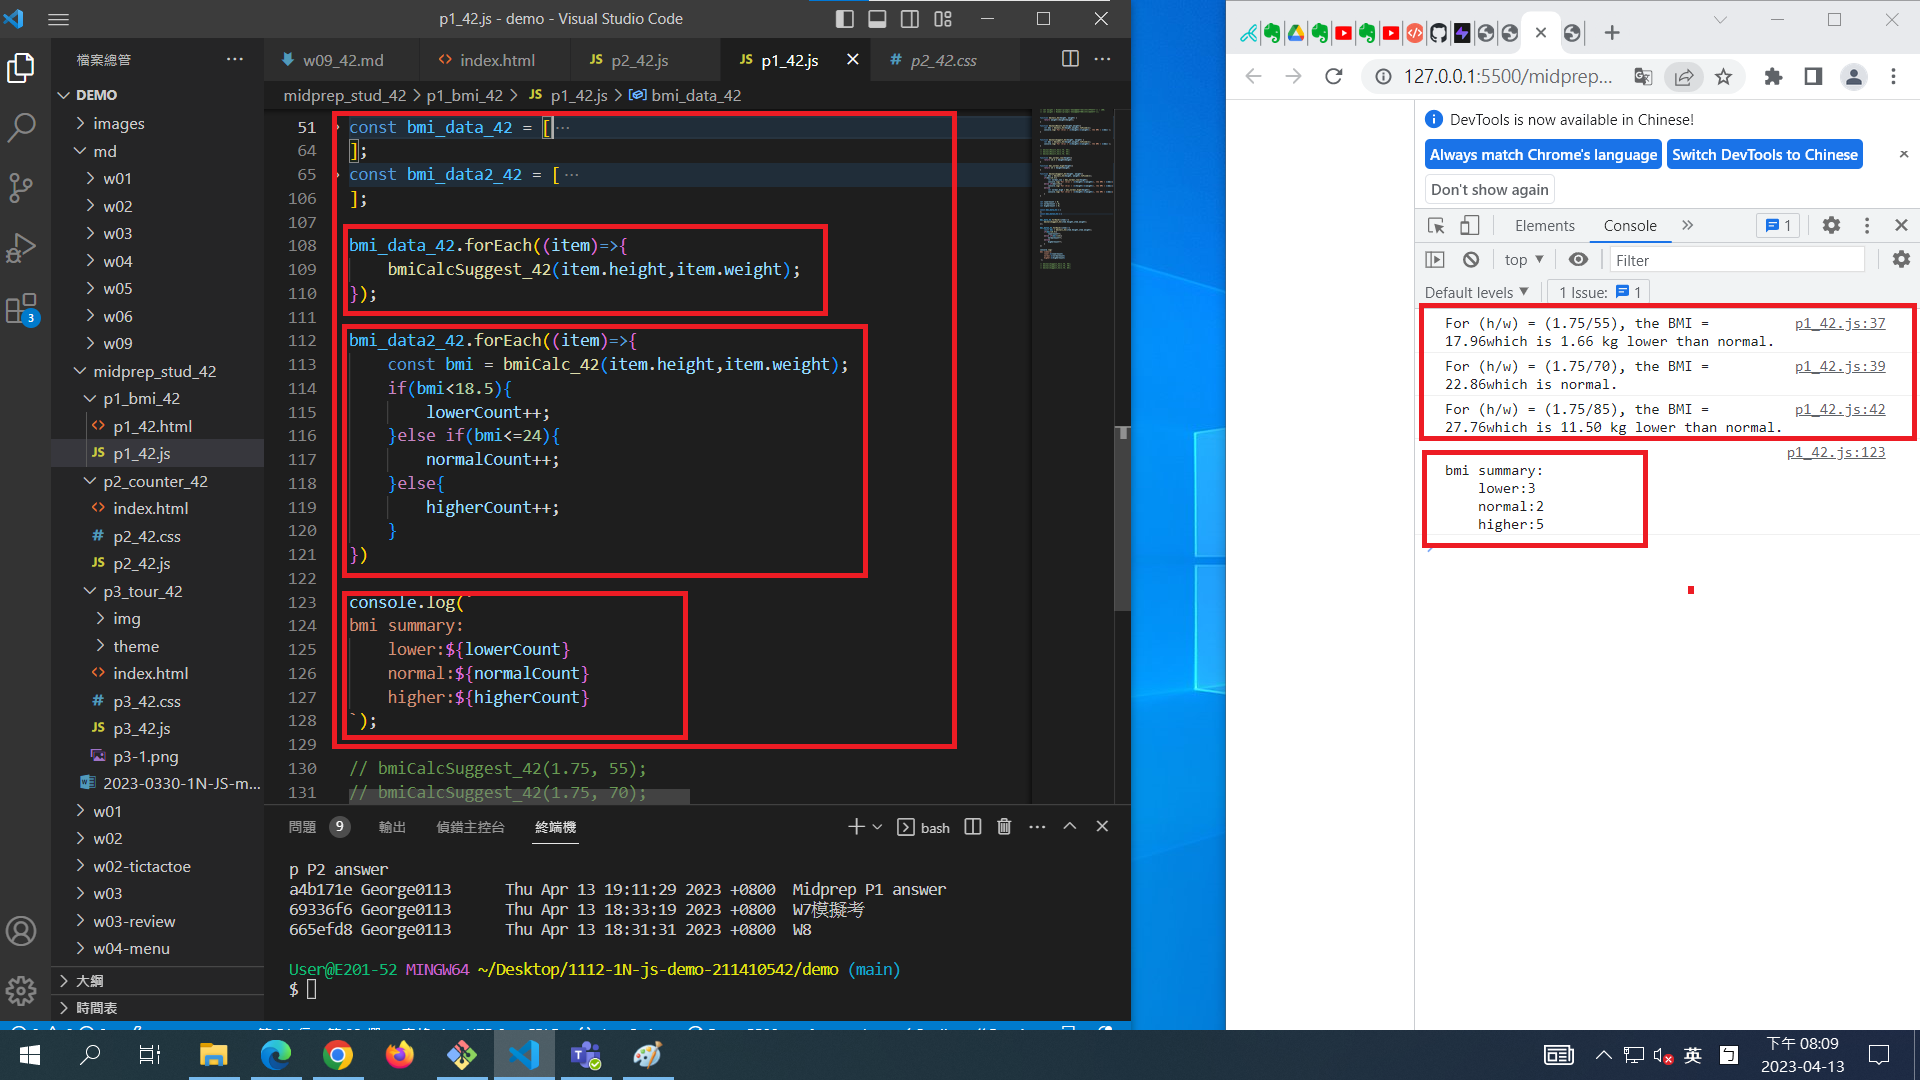 p1_42.js - demo - Visual Studio Code
檔案總管
w09_42.md
index.html
p2_42.js
p1_42.js
p2_42.css
DEMO
images
md
w01
w02
w03
w04
w05
w06
w09
midprep_stud_42
p1_bmi_42
p1_42.html
p1_42.js
p2_counter_42
index.html
p2_42.css
p2_42.js
p3_tour_42
img
theme
index.html
p3_42.css
p3_42.js
p3-1.png
2023-0330-1N-JS-m...
w01
w02
w02-tictactoe
w03
w03-review
w04-menu
大綱
時間表
3
midprep_stud_42 > p1_bmi_42 > JS p1_42.js > bmi_data_42
51 const bmi_data_42 = [ ...
64 ];
65 const bmi_data2_42 = [ ...
106 ];
107
108 bmi_data_42.forEach((item)=>{
109 bmiCalcSuggest_42(item.height,item.weight);
110 });
111
112 bmi_data2_42.forEach((item)=>{
113 const bmi = bmiCalc_42(item.height,item.weight);
114 if(bmi<18.5){
115 lowerCount++;
116 }else if(bmi<=24){
117 normalCount++;
118 }else{
119 higherCount++;
120 }
121 })
122
123 console.log(`
124 bmi summary:
125 lower:${lowerCount}
126 normal:${normalCount}
127 higher:${higherCount}
128 `);
129
130 // bmiCalcSuggest_42(1.75, 55);
131 // bmiCalcSuggest_42(1.75, 70);
問題 9 輸出 偵錯主控台 終端機 bash
p P2 answer
a4b171e George0113 Thu Apr 13 19:11:29 2023 +0800 Midprep P1 answer
69336f6 George0113 Thu Apr 13 18:33:19 2023 +0800 W7模擬考
665efd8 George0113 Thu Apr 13 18:31:31 2023 +0800 W8
User@E201-52 MINGW64 ~/Desktop/1112-1N-js-demo-211410542/demo (main)
$
127.0.0.1:5500/midprep...
DevTools is now available in Chinese!
Always match Chrome's language
Switch DevTools to Chinese
Don't show again
Elements Console » 1
top Filter
Default levels 1 Issue: 1
For (h/w) = (1.75/55), the BMI = p1_42.js:37
17.96which is 1.66 kg lower than normal.
For (h/w) = (1.75/70), the BMI = p1_42.js:39
22.86which is normal.
For (h/w) = (1.75/85), the BMI = p1_42.js:42
27.76which is 11.50 kg lower than normal.
p1_42.js:123
bmi summary:
lower:3
normal:2
higher:5
英
下午 08:09
2023-04-13